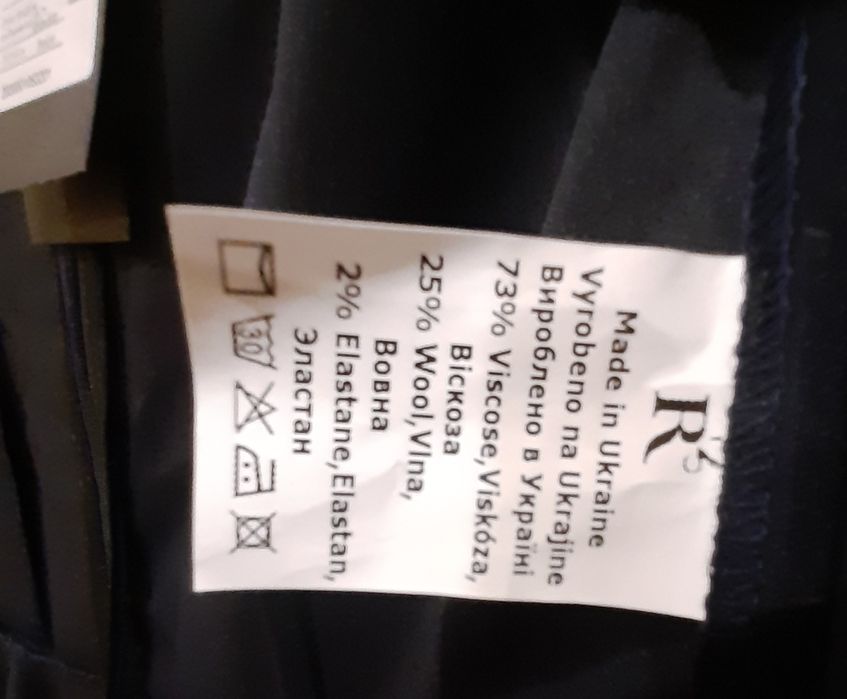 R
Made in Ukraine
Vyrobeno na Ukrajine
Вироблено в Україні
73% Viscose,Viskóza,
Віскоза
25% Wool,Vlna,
Вовна
2% Elastane,Elastan,
Эластан
30